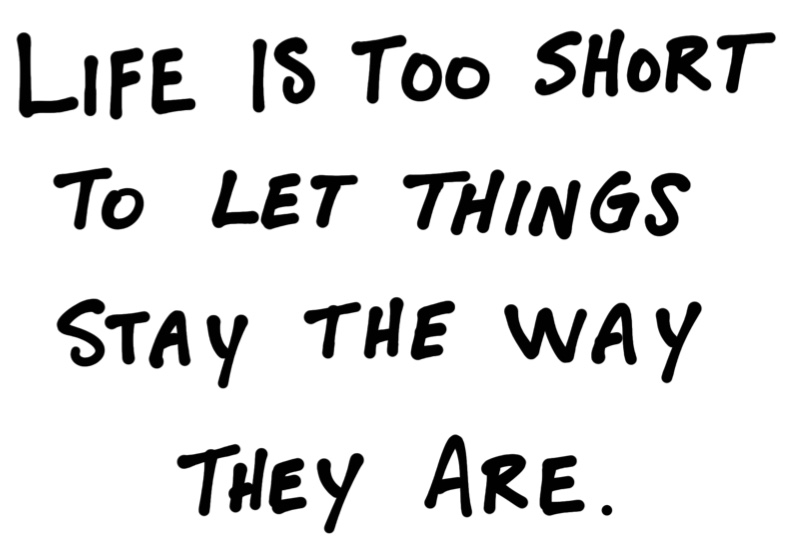 LIFE IS TOO SHORT
TO LET THINGS
STAY THE WAY
THEY ARE.